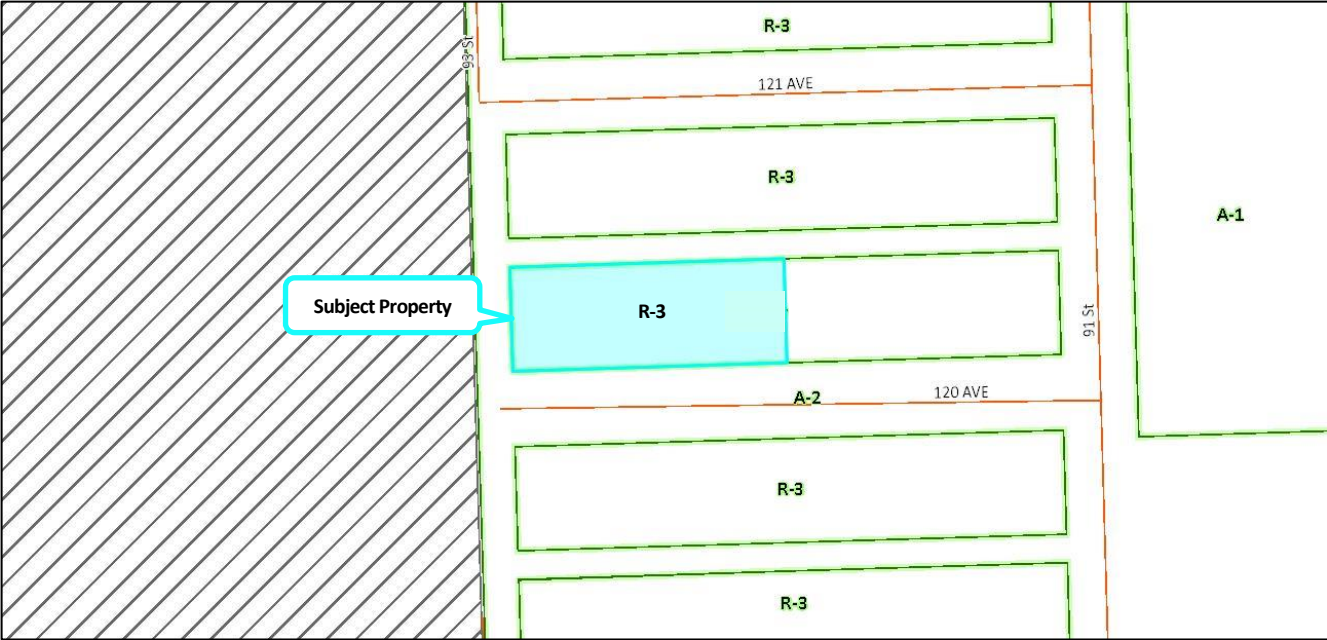 R-3
93 St
121 AVE
R-3
A-1
Subject Property
R-3
91 St
A-2
120 AVE
R-3
R-3